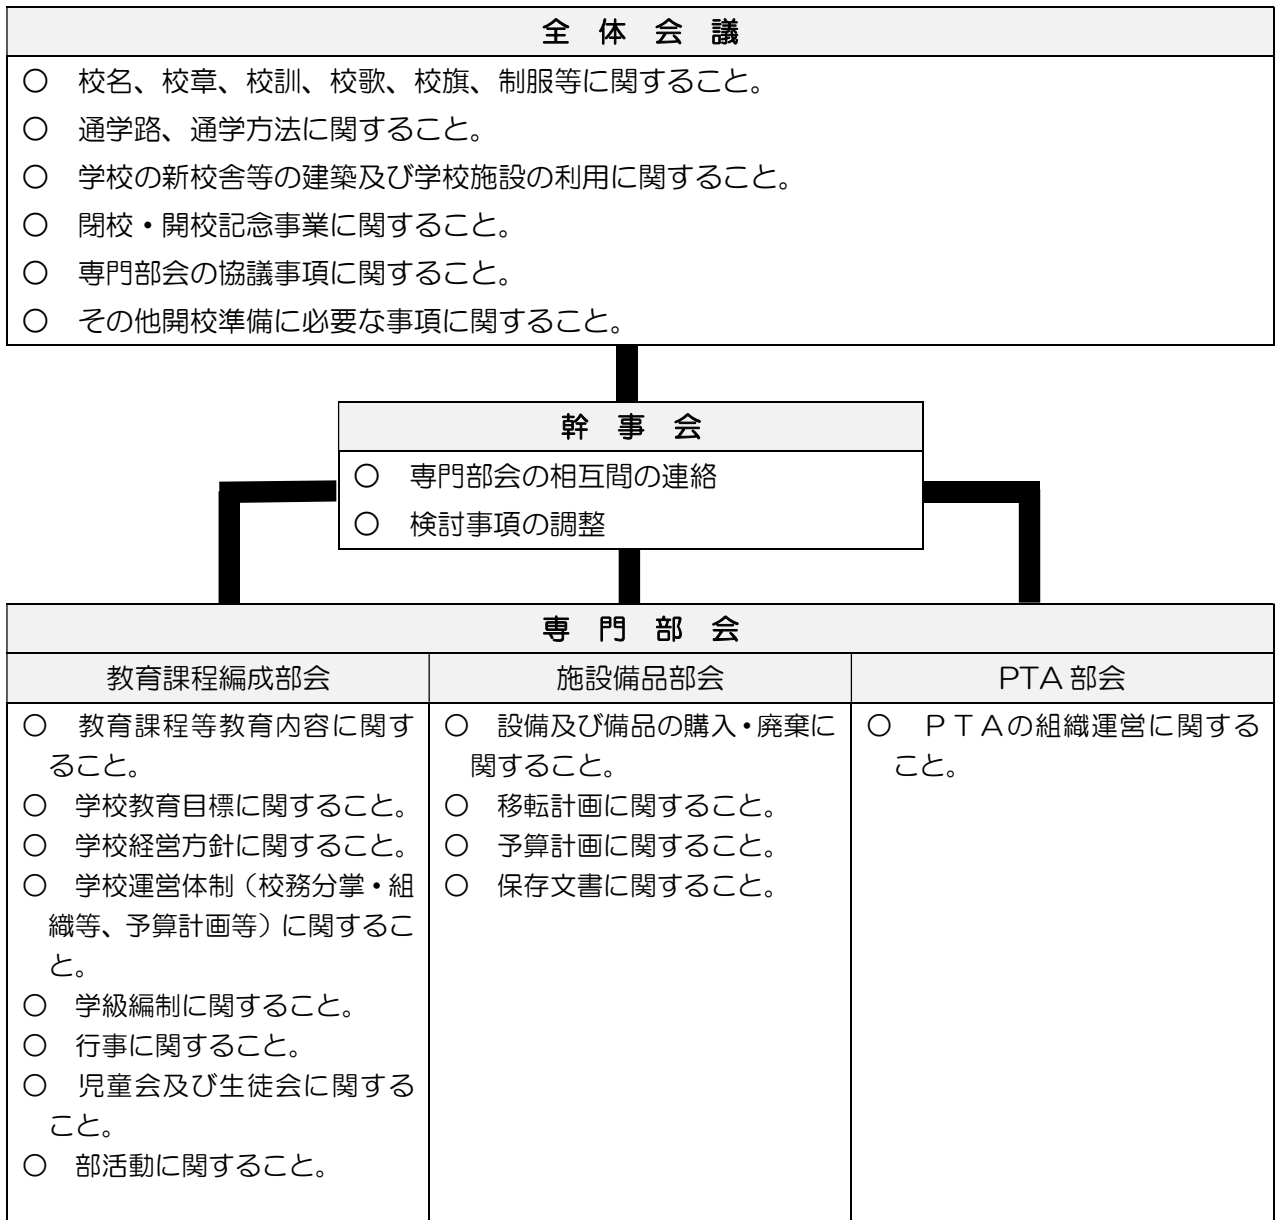 全 体 会 議
○ 校名、校章、校訓、校歌、校旗、制服等に関すること。
○ 通学路、通学方法に関すること。
○ 学校の新校舎等の建築及び学校施設の利用に関すること。
○ 閉校・開校記念事業に関すること。
○ 専門部会の協議事項に関すること。
○ その他開校準備に必要な事項に関すること。
幹 事 会
○ 専門部会の相互間の連絡
○ 検討事項の調整
専 門 部 会
教育課程編成部会
○ 教育課程等教育内容に関す
ること。
○ 学校教育目標に関すること。
○ 学校経営方針に関すること。
○ 学校運営体制（校務分掌・組
織等、予算計画等）に関するこ
と。
○ 学級編制に関すること。
○ 行事に関すること。
○ 児童会及び生徒会に関する
こと。
○ 部活動に関すること。
施設備品部会
○ 設備及び備品の購入・廃棄に
関すること。
○ 移転計画に関すること。
○ 予算計画に関すること。
○ 保存文書に関すること。
PTA 部会
○ ＰＴＡの組織運営に関する
こと。